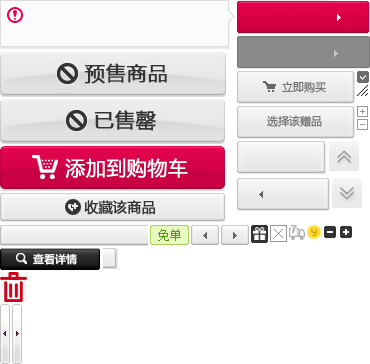 预售商品
已售罄
立即购买
选择该赠品
添加到购物车
收藏该商品
免单
查看详情